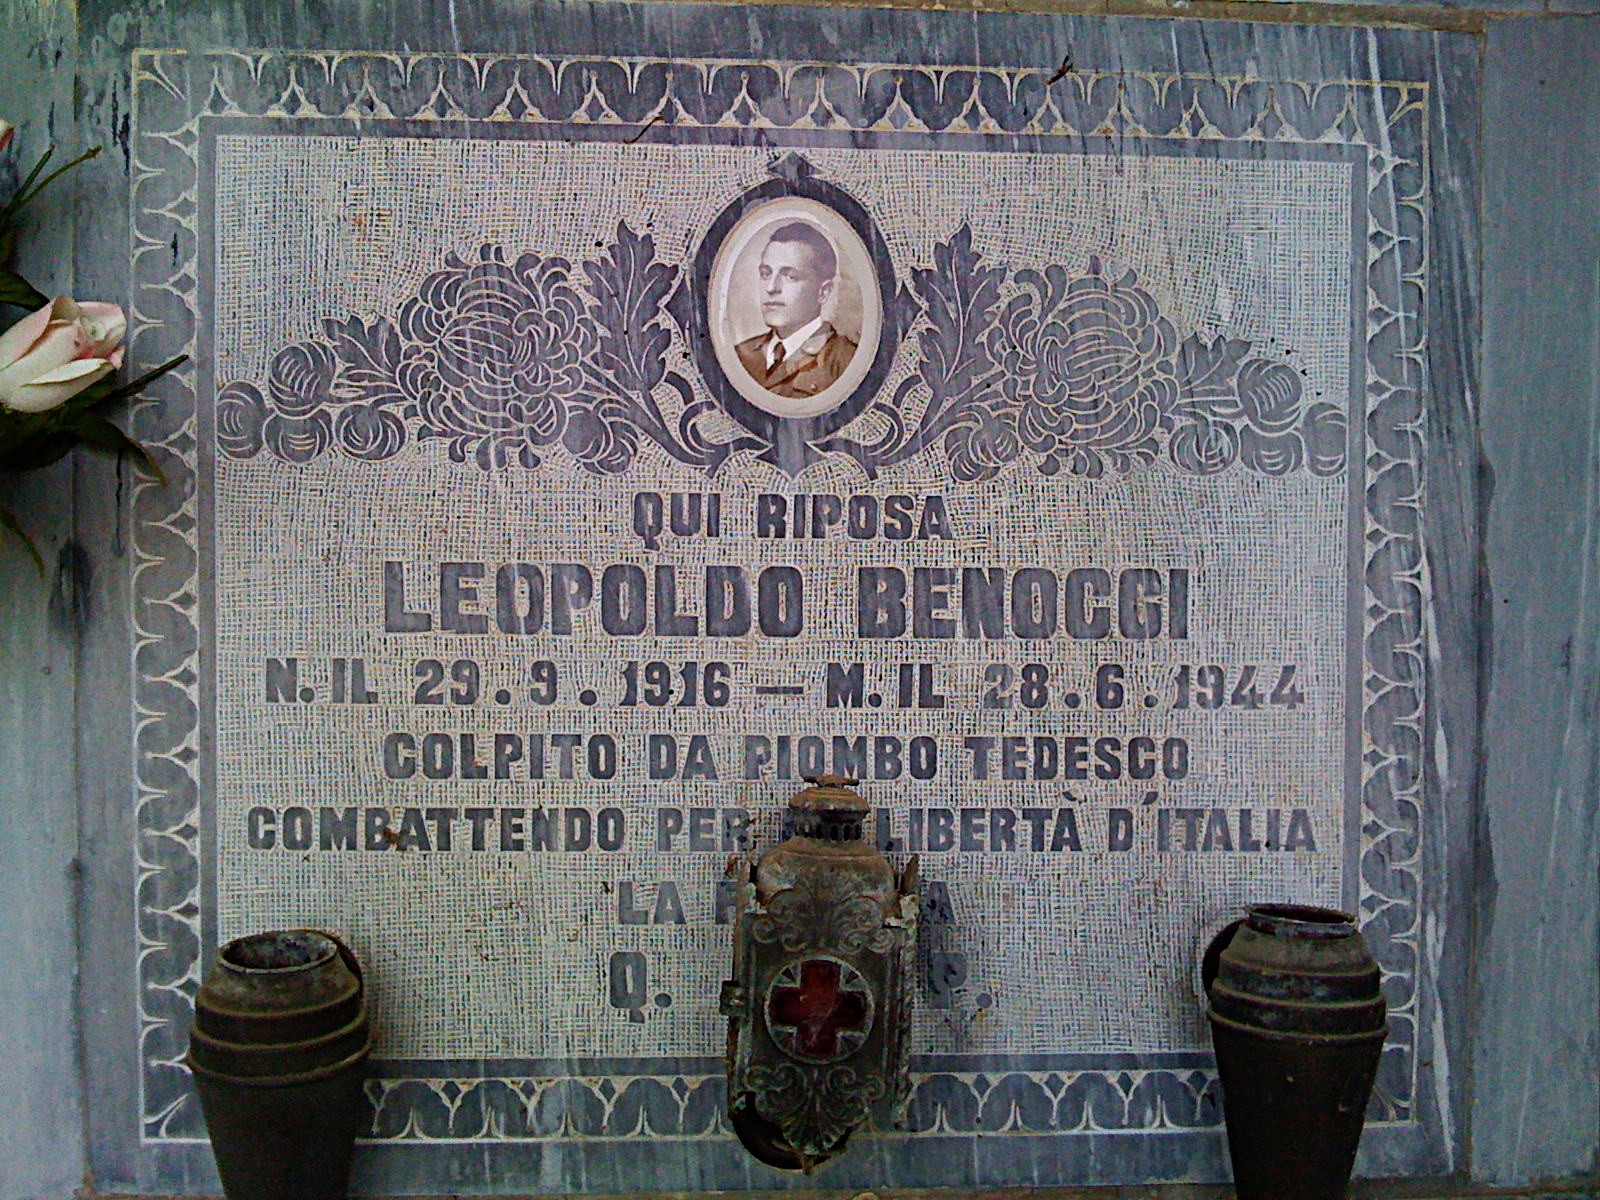 QUI RIPOSA
LEOPOLDO BENOCCI
N. IL 29.9.1916 — M. IL 28.6.1944
COLPITO DA PIOMBO TEDESCO
COMBATTENDO PER LIBERTÀ D'ITALIA
LA
Q. P.